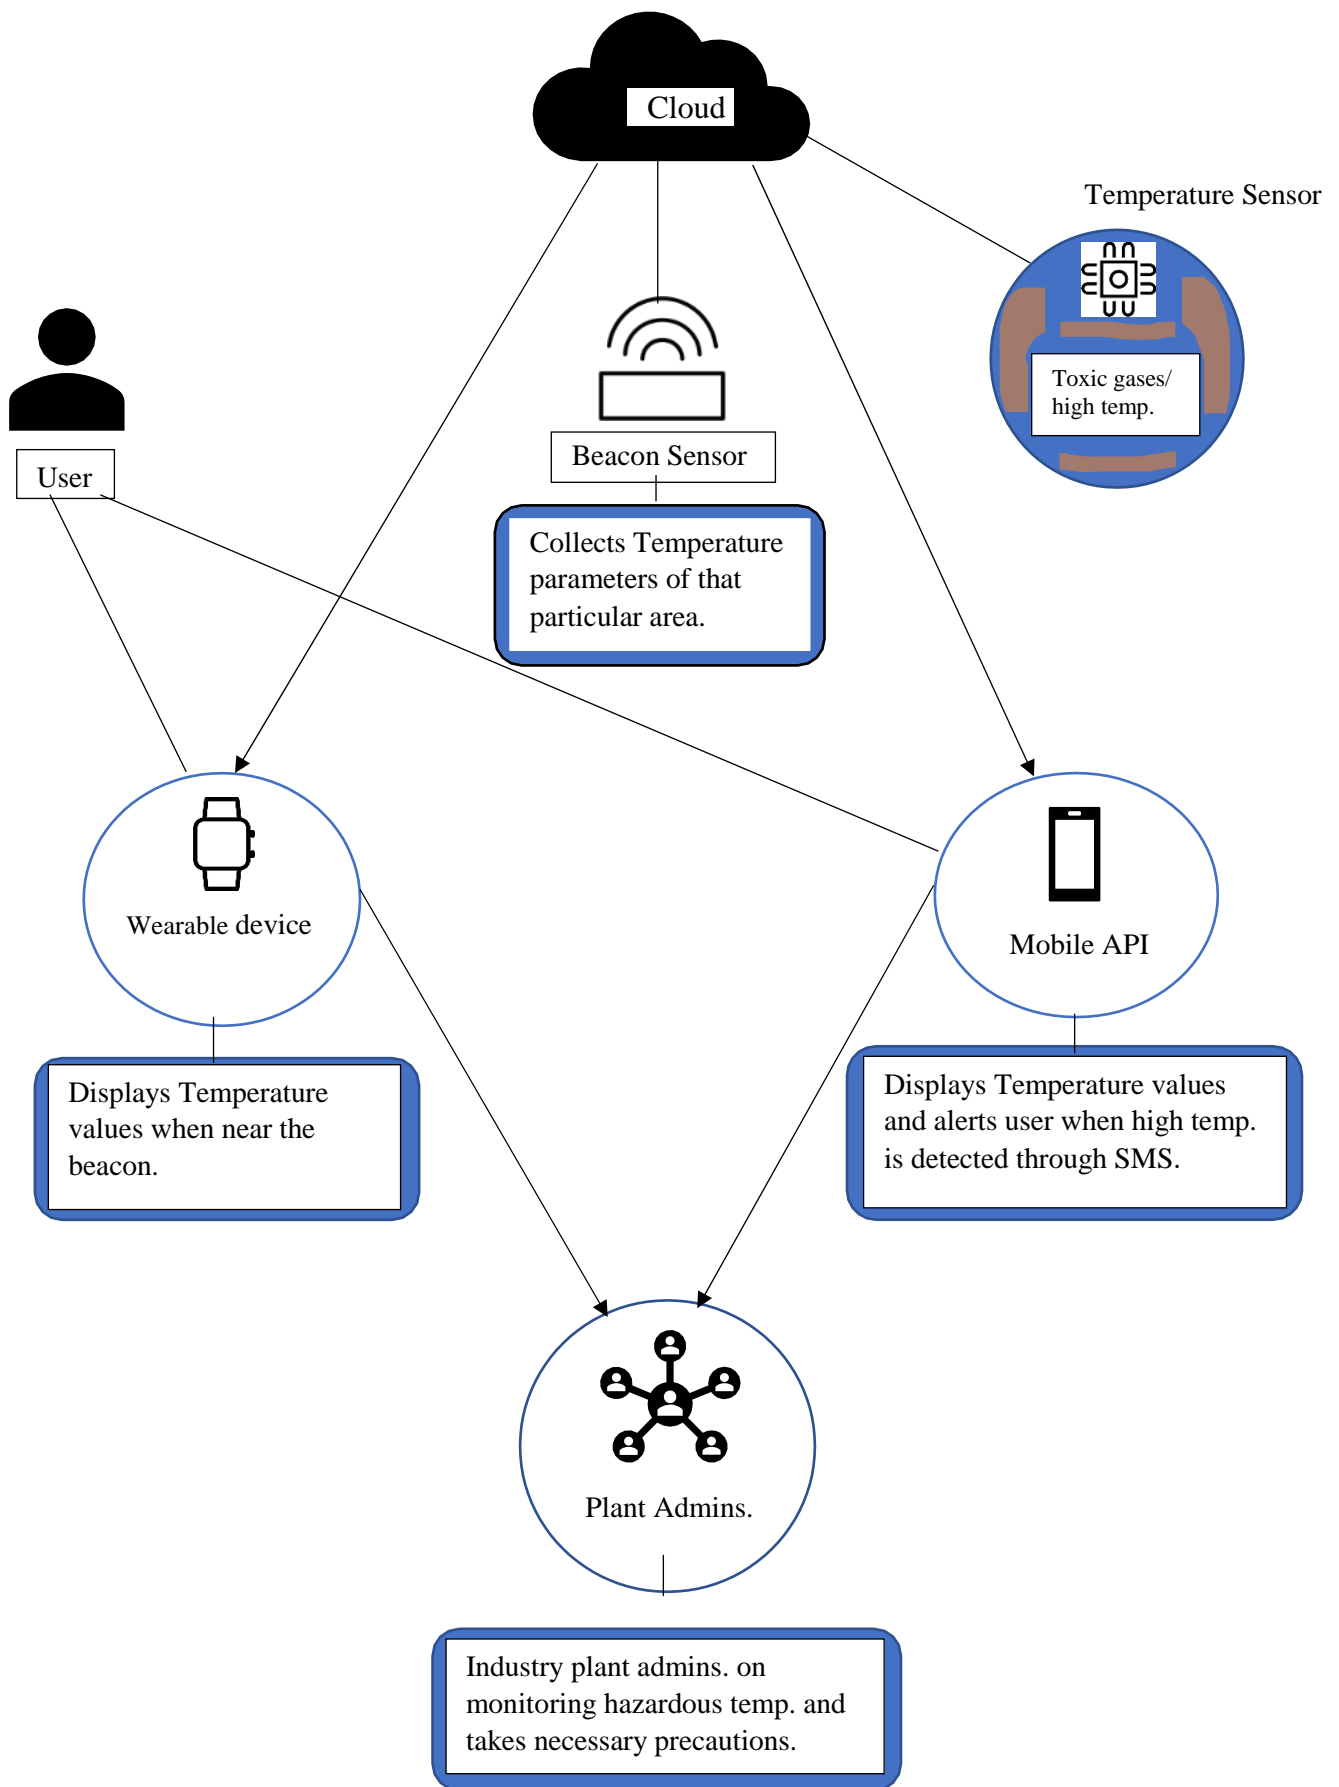 Cloud
Temperature Sensor
Toxic gases/
high temp.
User
Beacon Sensor
Collects Temperature
parameters of that
particular area.
Wearable device
Mobile API
Displays Temperature
values when near the
beacon.
Displays Temperature values
and alerts user when high temp.
is detected through SMS.
Plant Admins.
Industry plant admins. on
monitoring hazardous temp. and
takes necessary precautions.